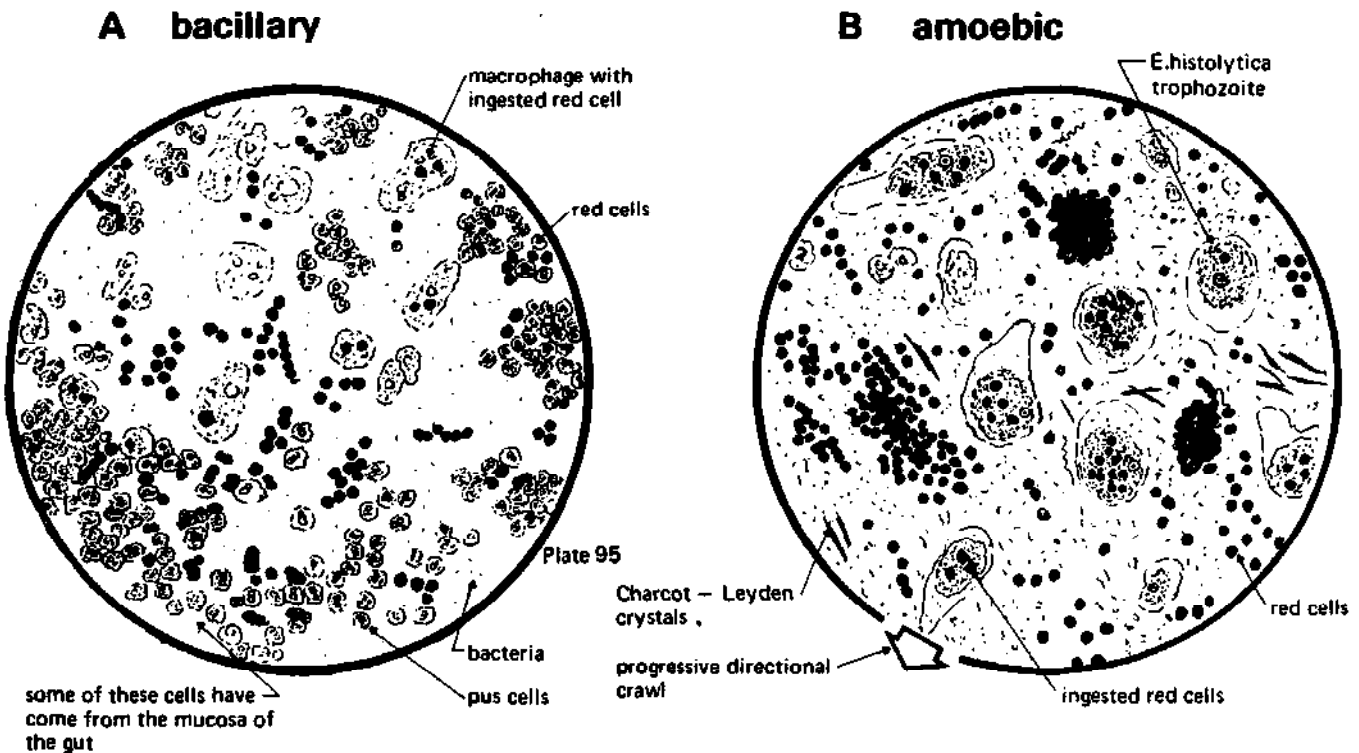 A bacillary
B amoebic
macrophage with
ingested red cell
red cells
Plate 95
bacteria
pus cells
some of these cells have
come from the mucosa of
the gut
E.histolytica
trophozoite
Charcot – Leyden
crystals .
progressive directional
crawl
ingested red cells
red cells